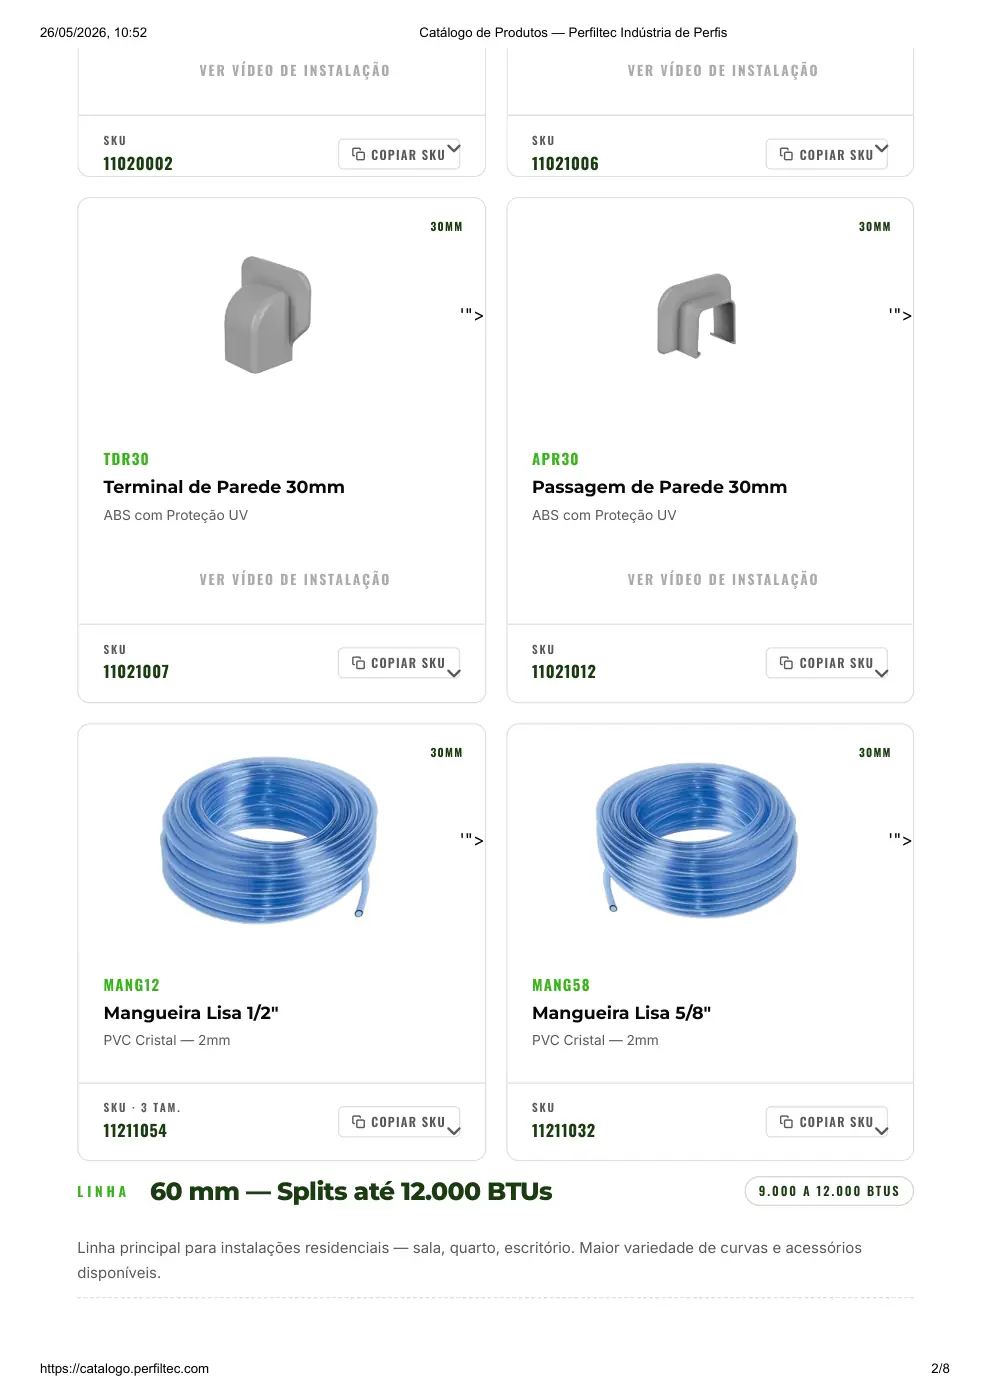 26/05/2026, 10:52
Catálogo de Produtos — Perfiltec Indústria de Perfis
VER VÍDEO DE INSTALAÇÃO
VER VÍDEO DE INSTALAÇÃO
SKU
11020002
COPIAR SKU
SKU
11021006
COPIAR SKU
30MM
'">
TDR30
Terminal de Parede 30mm
ABS com Proteção UV
VER VÍDEO DE INSTALAÇÃO
SKU
11021007
COPIAR SKU
30MM
'">
APR30
Passagem de Parede 30mm
ABS com Proteção UV
VER VÍDEO DE INSTALAÇÃO
SKU
11021012
COPIAR SKU
30MM
'">
MANG12
Mangueira Lisa 1/2"
PVC Cristal — 2mm
SKU · 3 TAM.
11211054
COPIAR SKU
30MM
'">
MANG58
Mangueira Lisa 5/8"
PVC Cristal — 2mm
SKU
11211032
COPIAR SKU
LINHA
60 mm — Splits até 12.000 BTUs
9.000 A 12.000 BTUS
Linha principal para instalações residenciais — sala, quarto, escritório. Maior variedade de curvas e acessórios
disponíveis.
https://catalogo.perfiltec.com
2/8